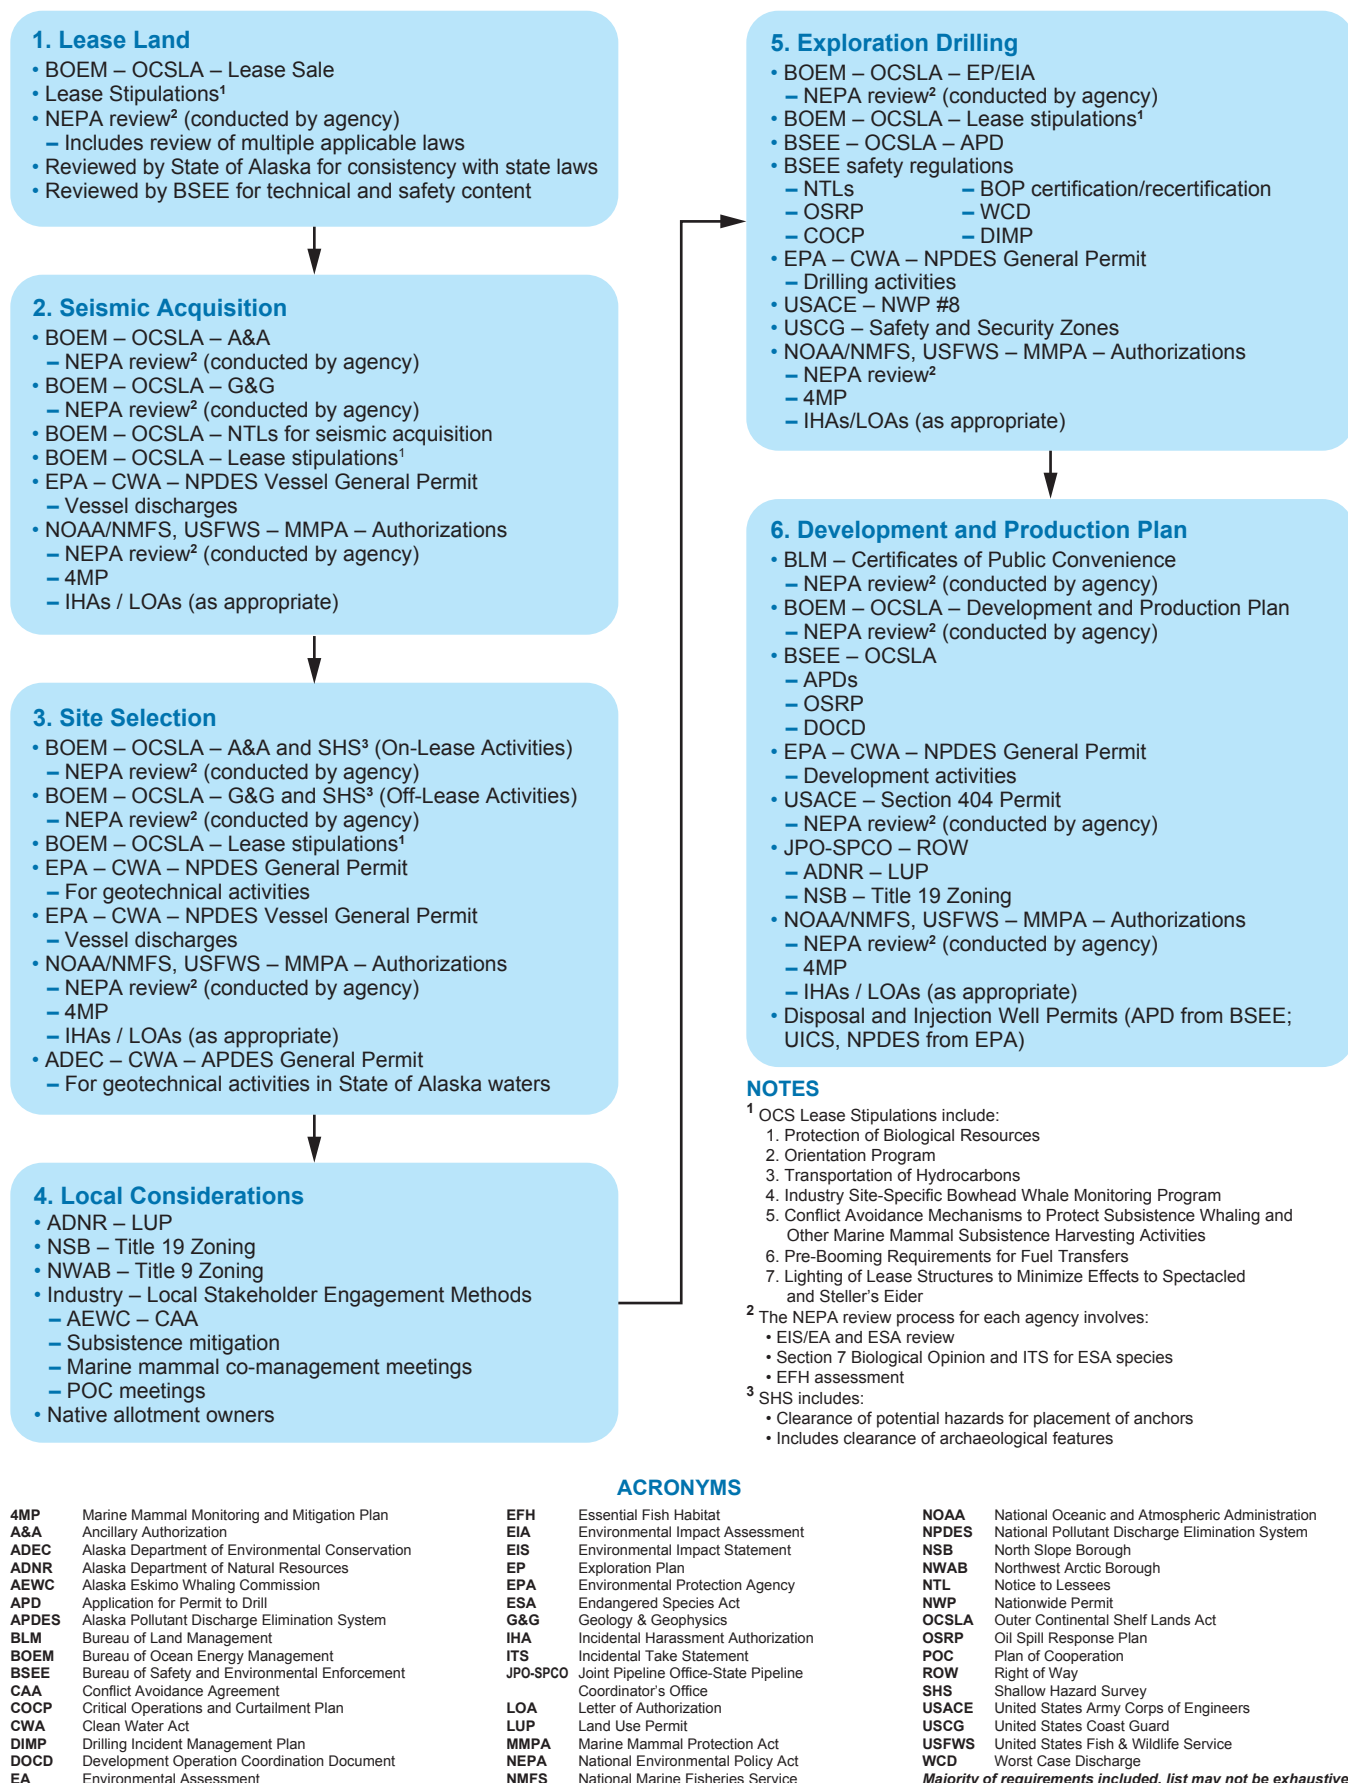 1. Lease Land
• BOEM – OCSLA – Lease Sale
• Lease Stipulations¹
• NEPA review² (conducted by agency)
– Includes review of multiple applicable laws
• Reviewed by State of Alaska for consistency with state laws
• Reviewed by BSEE for technical and safety content
2. Seismic Acquisition
• BOEM – OCSLA – A&A
– NEPA review² (conducted by agency)
• BOEM – OCSLA – G&G
– NEPA review² (conducted by agency)
• BOEM – OCSLA – NTLs for seismic acquisition
• BOEM – OCSLA – Lease stipulations¹
• EPA – CWA – NPDES Vessel General Permit
– Vessel discharges
• NOAA/NMFS, USFWS – MMPA – Authorizations
– NEPA review² (conducted by agency)
– 4MP
– IHAs / LOAs (as appropriate)
3. Site Selection
• BOEM – OCSLA – A&A and SHS³ (On-Lease Activities)
– NEPA review² (conducted by agency)
• BOEM – OCSLA – G&G and SHS³ (Off-Lease Activities)
– NEPA review² (conducted by agency)
• BOEM – OCSLA – Lease stipulations¹
• EPA – CWA – NPDES General Permit
– For geotechnical activities
• EPA – CWA – NPDES Vessel General Permit
– Vessel discharges
• NOAA/NMFS, USFWS – MMPA – Authorizations
– NEPA review² (conducted by agency)
– 4MP
– IHAs / LOAs (as appropriate)
• ADEC – CWA – APDES General Permit
– For geotechnical activities in State of Alaska waters
4. Local Considerations
• ADNR – LUP
• NSB – Title 19 Zoning
• NWAB – Title 9 Zoning
• Industry – Local Stakeholder Engagement Methods
– AEWC – CAA
– Subsistence mitigation
– Marine mammal co-management meetings
– POC meetings
• Native allotment owners
5. Exploration Drilling
• BOEM – OCSLA – EP/EIA
– NEPA review² (conducted by agency)
• BOEM – OCSLA – Lease stipulations¹
• BSEE – OCSLA – APD
• BSEE safety regulations
– NTLs – BOP certification/recertification
– OSRP – WCD
– COCP – DIMP
• EPA – CWA – NPDES General Permit
– Drilling activities
• USACE – NWP #8
• USCG – Safety and Security Zones
• NOAA/NMFS, USFWS – MMPA – Authorizations
– NEPA review²
– 4MP
– IHAs/LOAs (as appropriate)
6. Development and Production Plan
• BLM – Certificates of Public Convenience
– NEPA review² (conducted by agency)
• BOEM – OCSLA – Development and Production Plan
– NEPA review² (conducted by agency)
• BSEE – OCSLA
– APDs
– OSRP
– DOCD
• EPA – CWA – NPDES General Permit
– Development activities
• USACE – Section 404 Permit
– NEPA review² (conducted by agency)
• JPO-SPCO – ROW
– ADNR – LUP
– NSB – Title 19 Zoning
• NOAA/NMFS, USFWS – MMPA – Authorizations
– NEPA review² (conducted by agency)
– 4MP
– IHAs / LOAs (as appropriate)
• Disposal and Injection Well Permits (APD from BSEE;
UICS, NPDES from EPA)
NOTES
¹ OCS Lease Stipulations include:
1. Protection of Biological Resources
2. Orientation Program
3. Transportation of Hydrocarbons
4. Industry Site-Specific Bowhead Whale Monitoring Program
5. Conflict Avoidance Mechanisms to Protect Subsistence Whaling and
Other Marine Mammal Subsistence Harvesting Activities
6. Pre-Booming Requirements for Fuel Transfers
7. Lighting of Lease Structures to Minimize Effects to Spectacled
and Steller's Eider
² The NEPA review process for each agency involves:
• EIS/EA and ESA review
• Section 7 Biological Opinion and ITS for ESA species
• EFH assessment
³ SHS includes:
• Clearance of potential hazards for placement of anchors
• Includes clearance of archaeological features
ACRONYMS
4MP Marine Mammal Monitoring and Mitigation Plan
A&A Ancillary Authorization
ADEC Alaska Department of Environmental Conservation
ADNR Alaska Department of Natural Resources
AEWC Alaska Eskimo Whaling Commission
APD Application for Permit to Drill
APDES Alaska Pollutant Discharge Elimination System
BLM Bureau of Land Management
BOEM Bureau of Ocean Energy Management
BSEE Bureau of Safety and Environmental Enforcement
CAA Conflict Avoidance Agreement
COCP Critical Operations and Curtailment Plan
CWA Clean Water Act
DIMP Drilling Incident Management Plan
DOCD Development Operation Coordination Document
EA Environmental Assessment
EFH Essential Fish Habitat
EIA Environmental Impact Assessment
EIS Environmental Impact Statement
EP Exploration Plan
EPA Environmental Protection Agency
ESA Endangered Species Act
G&G Geology & Geophysics
IHA Incidental Harassment Authorization
ITS Incidental Take Statement
JPO-SPCO Joint Pipeline Office-State Pipeline
Coordinator's Office
LOA Letter of Authorization
LUP Land Use Permit
MMPA Marine Mammal Protection Act
NEPA National Environmental Policy Act
NMFS National Marine Fisheries Service
NOAA National Oceanic and Atmospheric Administration
NPDES National Pollutant Discharge Elimination System
NSB North Slope Borough
NWAB Northwest Arctic Borough
NTL Notice to Lessees
NWP Nationwide Permit
OCSLA Outer Continental Shelf Lands Act
OSRP Oil Spill Response Plan
POC Plan of Cooperation
ROW Right of Way
SHS Shallow Hazard Survey
USACE United States Army Corps of Engineers
USCG United States Coast Guard
USFWS United States Fish & Wildlife Service
WCD Worst Case Discharge
Majority of requirements included, list may not be exhaustive